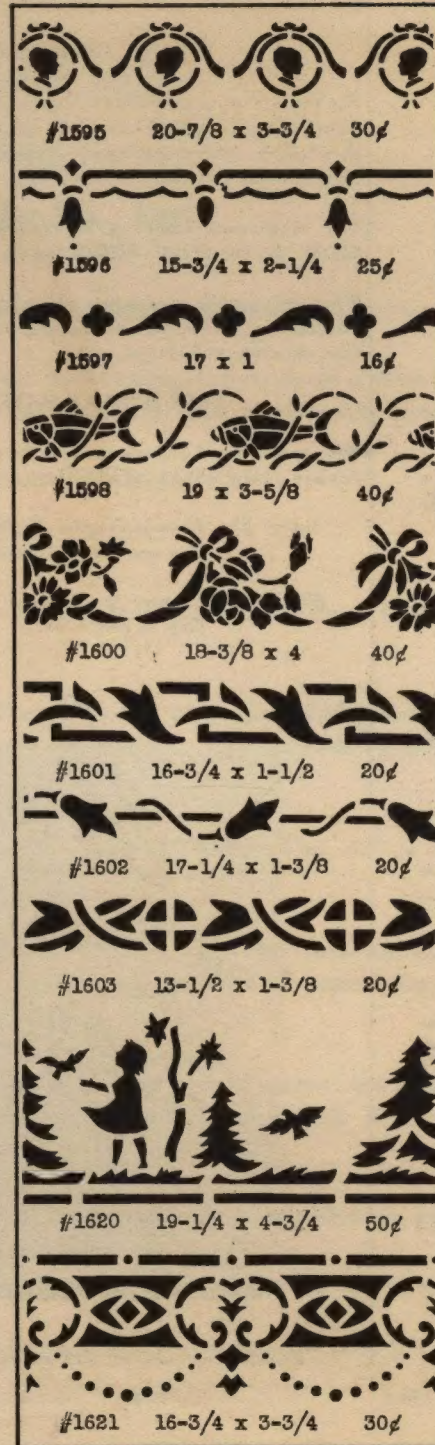 #1595 20-7/8 x 3-3/4 30¢
#1596 15-3/4 x 2-1/4 25¢
#1597 17 x 1 16¢
#1598 19 x 3-5/8 40¢
#1600 18-3/8 x 4 40¢
#1601 16-3/4 x 1-1/2 20¢
#1602 17-1/4 x 1-3/8 20¢
#1603 13-1/2 x 1-3/8 20¢
#1620 19-1/4 x 4-3/4 50¢
#1621 16-3/4 x 3-3/4 30¢